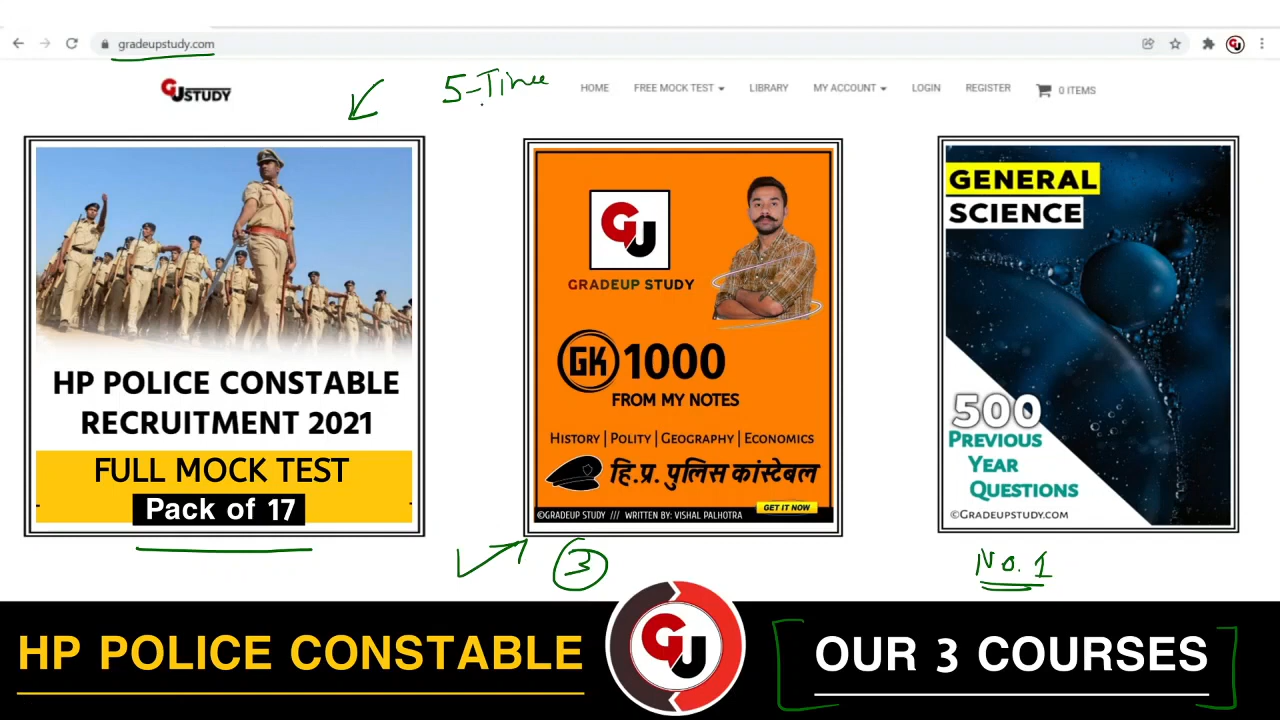 gradeupstudy.com
GJSTUDY
HOME
FREE MOCK TEST
LIBRARY
MY ACCOUNT
LOGIN
REGISTER
0 ITEMS
HP POLICE CONSTABLE
RECRUITMENT 2021
FULL MOCK TEST
Pack of 17
GJ
GRADEUP STUDY
GK 1000
FROM MY NOTES
HISTORY | POLITY | GEOGRAPHY | ECONOMICS
हि.प्र. पुलिस कांस्टेबल
GET IT NOW
©GRADEUP STUDY /// WRITTEN BY: VISHAL PALHOTRA
GENERAL
SCIENCE
500
PREVIOUS
YEAR
QUESTIONS
©GRADEUPSTUDY.COM
3
No. 1
HP POLICE CONSTABLE
GJ
OUR 3 COURSES